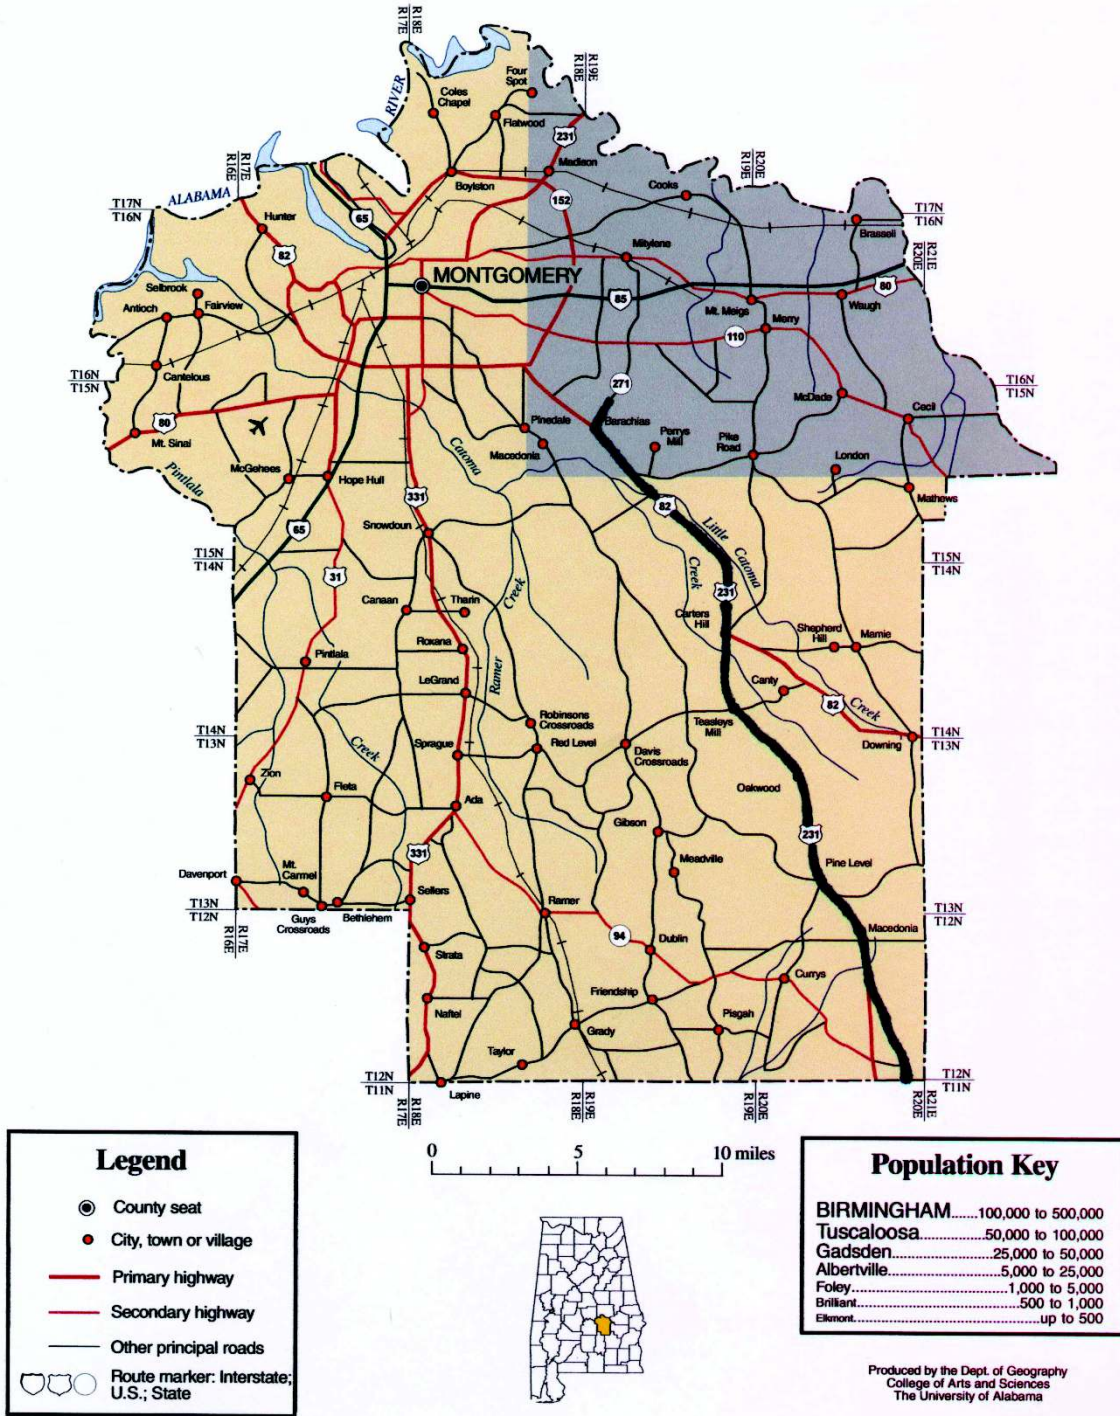 R18E
R17E
R19E
R18E
RIVER
Four
Spot
Coles
Chapel
Flatwood
231
Madison
Boylston
R17E
R16E
ALABAMA
T17N
T16N
Hunter
65
152
Cooks
R20E
R19E
T17N
T16N
Brassell
R21E
R20E
82
Mitylene
MONTGOMERY
Selbrook
Antioch
Fairview
85
80
Mt. Meigs
Waugh
Merry
110
Cantelous
T16N
T15N
271
T16N
T15N
McDade
Cecil
80
Mt. Sinai
Pinedale
Barachias
Macedonia
Perrys
Mill
Pike
Road
London
Catoma
Pintlala
McGehees
Hope Hull
Mathews
331
82
65
Snowdoun
Little
Catoma
Creek
T15N
T14N
31
Creek
231
T15N
T14N
Canaan
Tharin
Carters
Hill
Shepherd
Hill
Mamie
Roxana
Pintlala
LeGrand
Ramer
Canty
82
Creek
Robinsons
Crossroads
Teasleys
Mill
T14N
T13N
Creek
Sprague
Red Level
Davis
Crossroads
Downing
T14N
T13N
Zion
Fleta
Ada
Oakwood
Gibson
231
331
Meadville
Pine Level
Davenport
Mt.
Carmel
Sellers
T13N
T12N
Guys
Crossroads
Bethlehem
Ramer
T13N
T12N
R17E
R16E
94
Dublin
Macedonia
Strata
Currys
Friendship
Naftel
Grady
Pisgah
Taylor
T12N
T11N
Lapine
T12N
T11N
R18E
R17E
R19E
R18E
R20E
R19E
R21E
R20E
Legend
County seat
City, town or village
Primary highway
Secondary highway
Other principal roads
Route marker: Interstate;
U.S.; State
0 5 10 miles
Population Key
BIRMINGHAM.......100,000 to 500,000
Tuscaloosa..................50,000 to 100,000
Gadsden......................25,000 to 50,000
Albertville........................5,000 to 25,000
Foley..................................1,000 to 5,000
Brilliant..................................500 to 1,000
Elkmont......................................up to 500
Produced by the Dept. of Geography
College of Arts and Sciences
The University of Alabama